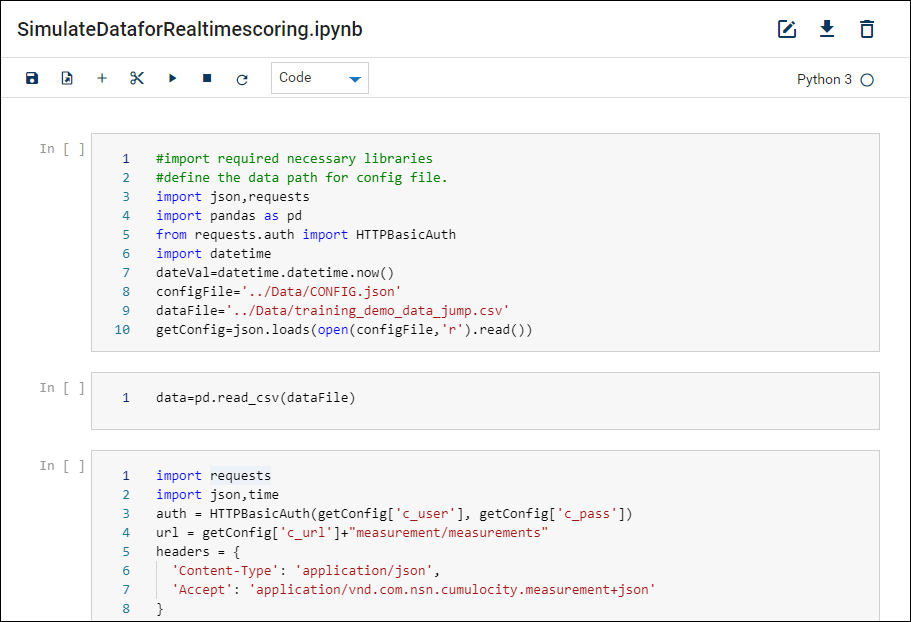 SimulateDataforRealtimescoring.ipynb
Code
Python 3
In [ ]
1 #import required necessary libraries
2 #define the data path for config file.
3 import json,requests
4 import pandas as pd
5 from requests.auth import HTTPBasicAuth
6 import datetime
7 dateVal=datetime.datetime.now()
8 configFile='../Data/CONFIG.json'
9 dataFile='../Data/training_demo_data_jump.csv'
10 getConfig=json.loads(open(configFile,'r').read())
In [ ]
1 data=pd.read_csv(dataFile)
In [ ]
1 import requests
2 import json,time
3 auth = HTTPBasicAuth(getConfig['c_user'], getConfig['c_pass'])
4 url = getConfig['c_url']+"measurement/measurements"
5 headers = {
6 'Content-Type': 'application/json',
7 'Accept': 'application/vnd.com.nsn.cumulocity.measurement+json'
8 }